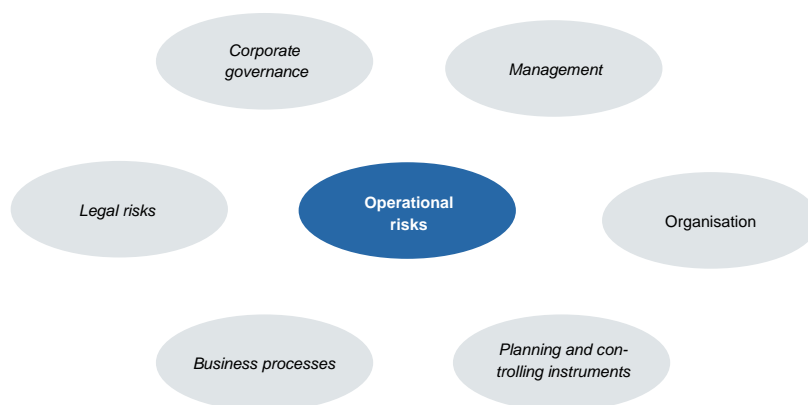 Corporate
governance
Management
Legal risks
Operational
risks
Organisation
Business processes
Planning and con-
trolling instruments